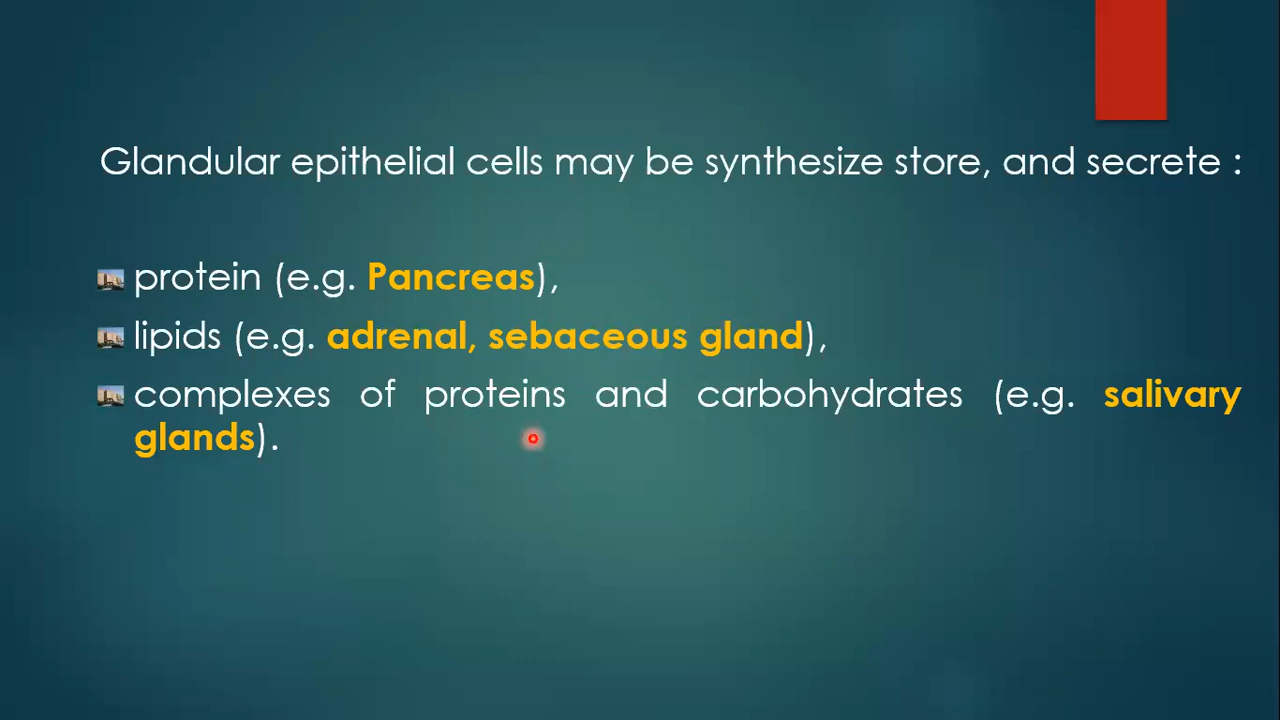 Glandular epithelial cells may be synthesize store, and secrete :
protein (e.g. Pancreas),
lipids (e.g. adrenal, sebaceous gland),
complexes of proteins and carbohydrates (e.g. salivary
glands).